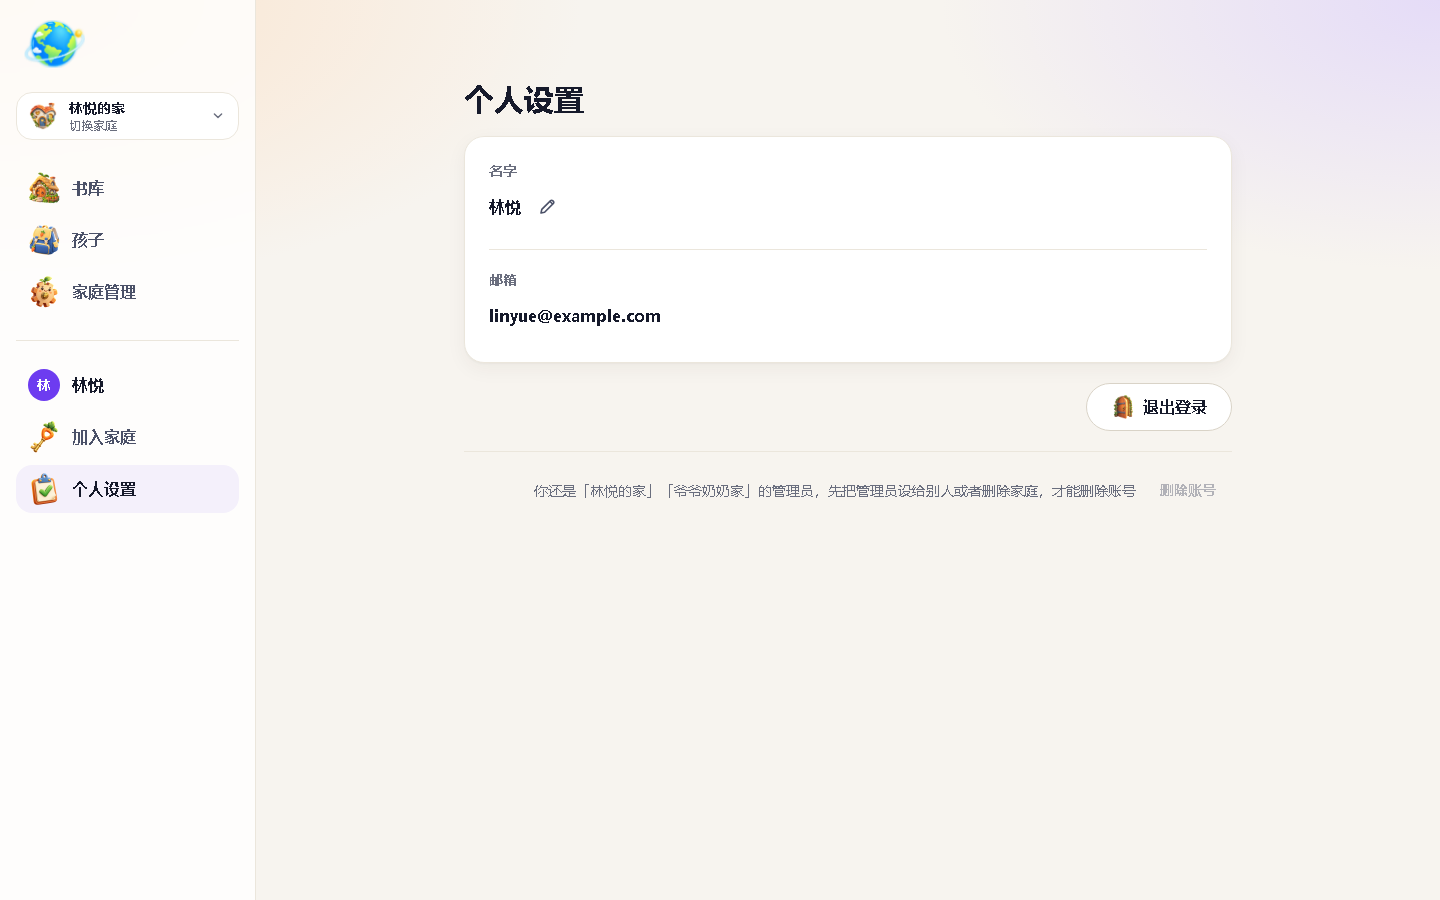 林悦的家
切换家庭
书库
孩子
家庭管理
林 林悦
加入家庭
个人设置
个人设置
名字
林悦
邮箱
linyue@example.com
退出登录
你还是「林悦的家」「爷爷奶奶家」的管理员，先把管理员设给别人或者删除家庭，才能删除账号 删除账号